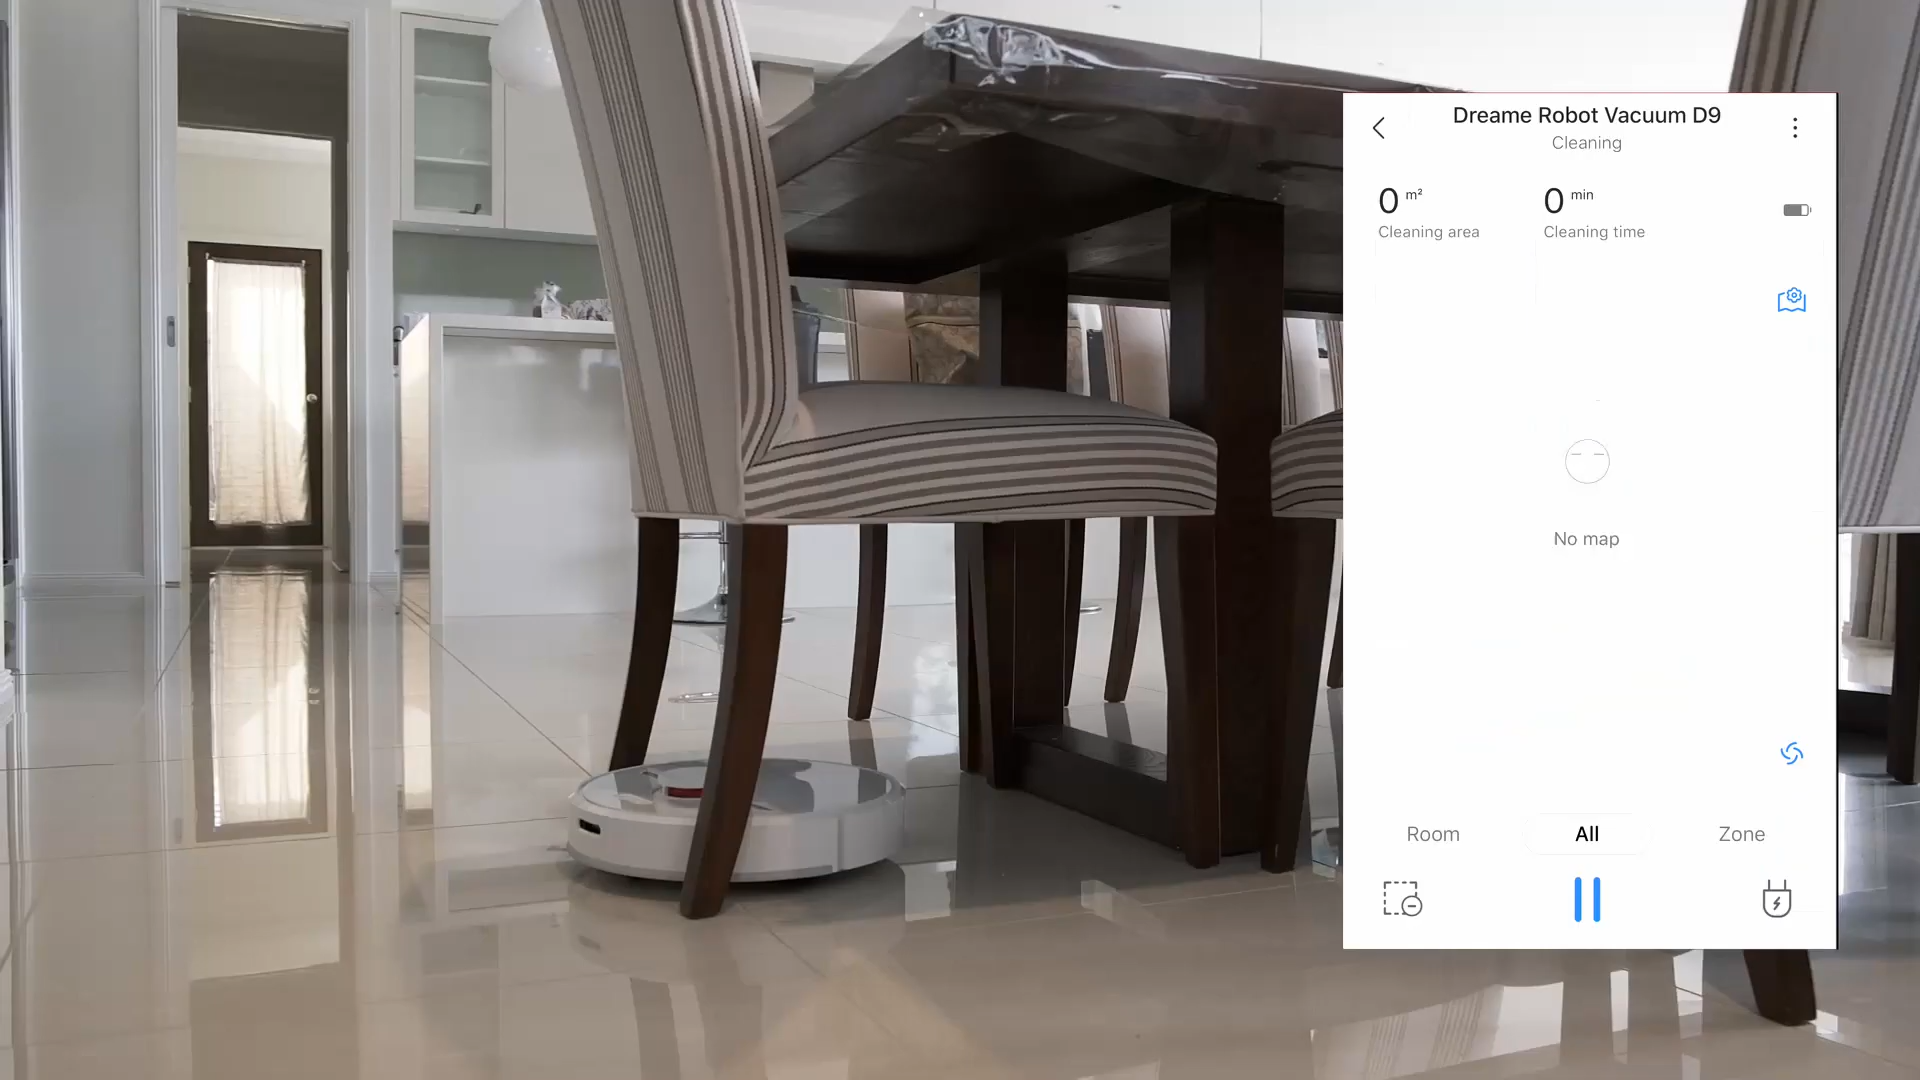 Dreame Robot Vacuum D9
Cleaning
0 m²
0 min
Cleaning area
Cleaning time
No map
Room
All
Zone